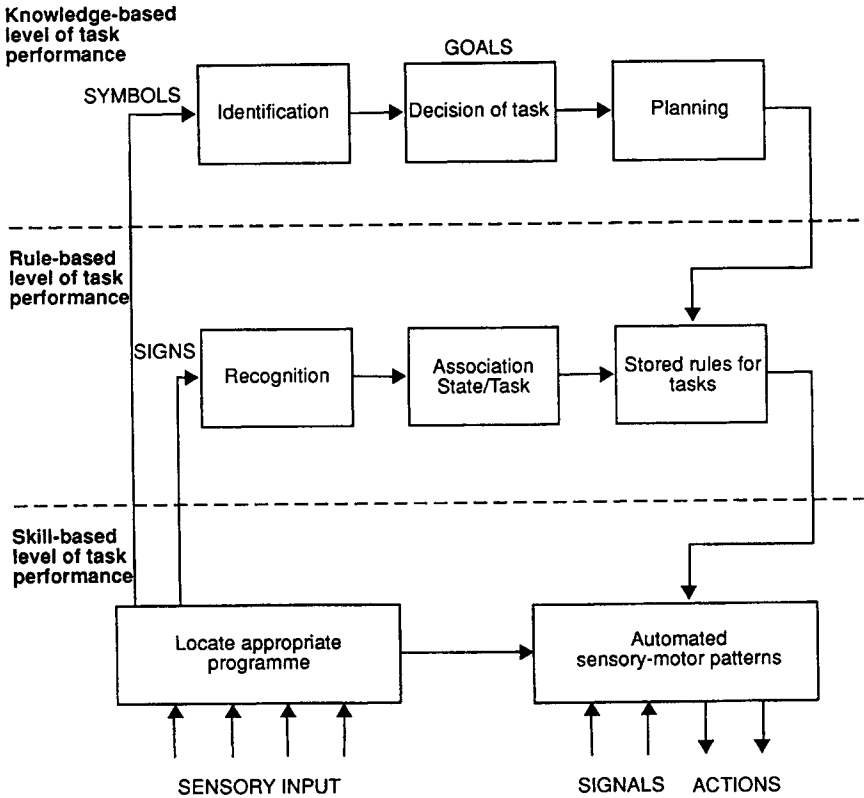 Knowledge-based
level of task
performance
GOALS
SYMBOLS
Identification
Decision of task
Planning
Rule-based
level of task
performance
SIGNS
Recognition
Association
State/Task
Stored rules for
tasks
Skill-based
level of task
performance
Locate appropriate
programme
Automated
sensory-motor patterns
SENSORY INPUT
SIGNALS
ACTIONS